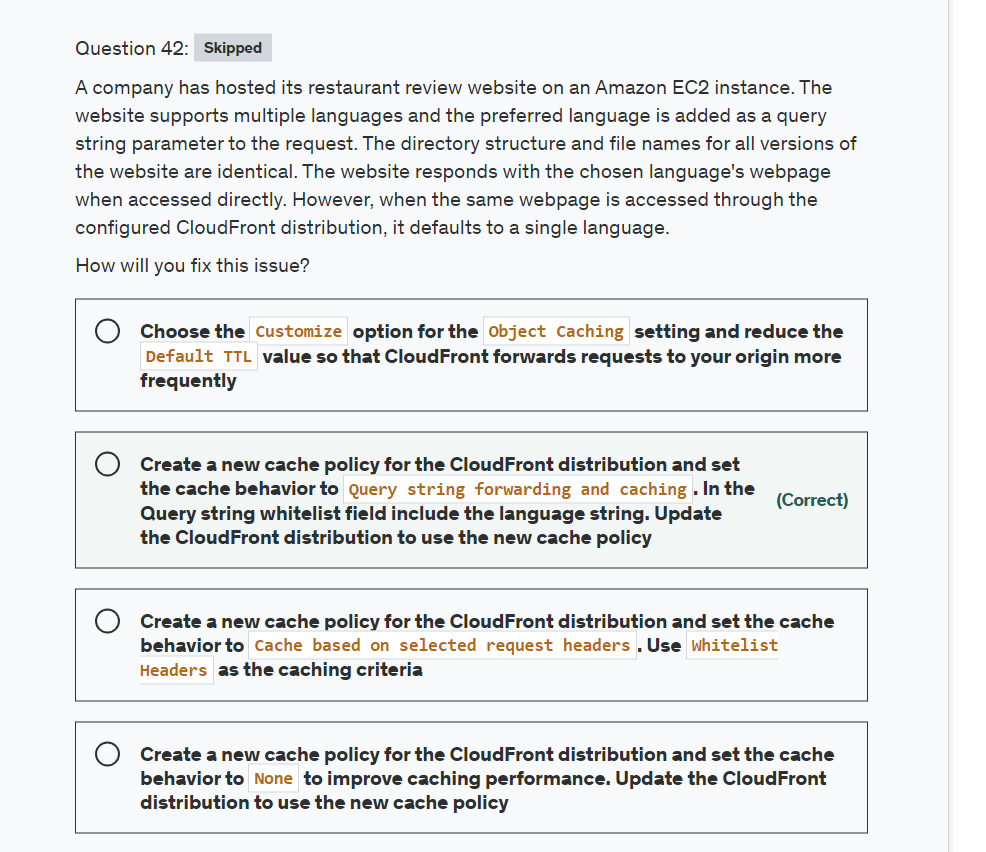 Question 42: Skipped
A company has hosted its restaurant review website on an Amazon EC2 instance. The
website supports multiple languages and the preferred language is added as a query
string parameter to the request. The directory structure and file names for all versions of
the website are identical. The website responds with the chosen language's webpage
when accessed directly. However, when the same webpage is accessed through the
configured CloudFront distribution, it defaults to a single language.
How will you fix this issue?
Choose the Customize option for the Object Caching setting and reduce the
Default TTL value so that CloudFront forwards requests to your origin more
frequently
Create a new cache policy for the CloudFront distribution and set
the cache behavior to Query string forwarding and caching. In the
Query string whitelist field include the language string. Update
the CloudFront distribution to use the new cache policy
(Correct)
Create a new cache policy for the CloudFront distribution and set the cache
behavior to Cache based on selected request headers. Use Whitelist
Headers as the caching criteria
Create a new cache policy for the CloudFront distribution and set the cache
behavior to None to improve caching performance. Update the CloudFront
distribution to use the new cache policy